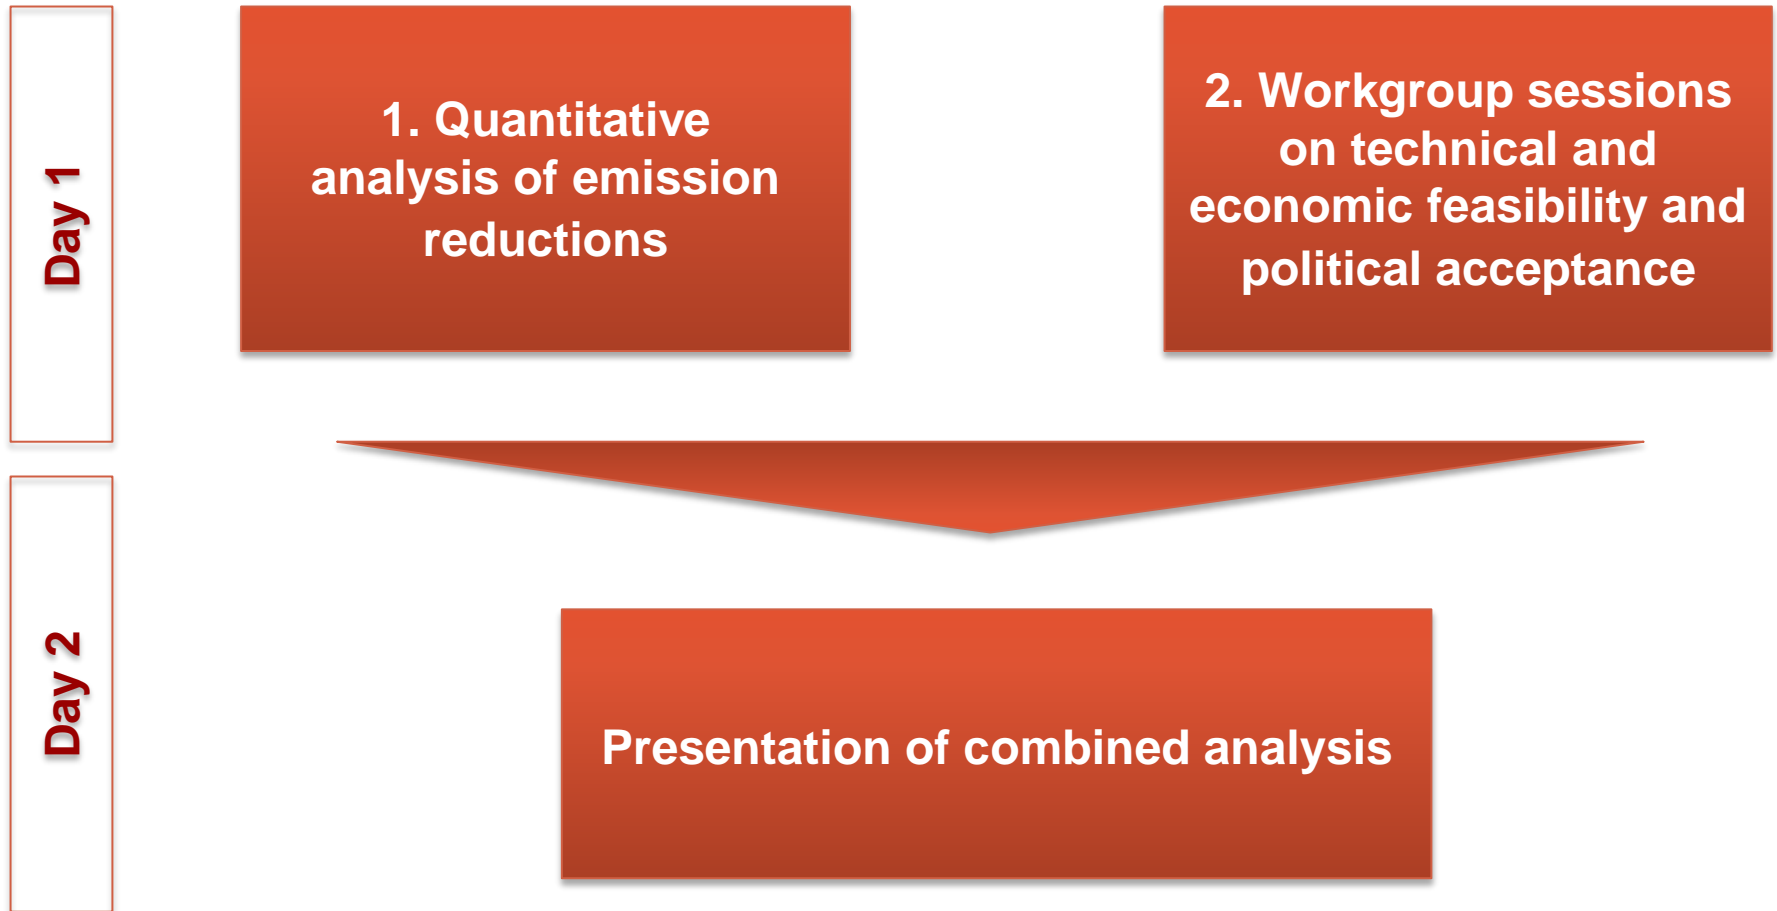 Day 1
1. Quantitative
analysis of emission
reductions
2. Workgroup sessions
on technical and
economic feasibility and
political acceptance
Day 2
Presentation of combined analysis